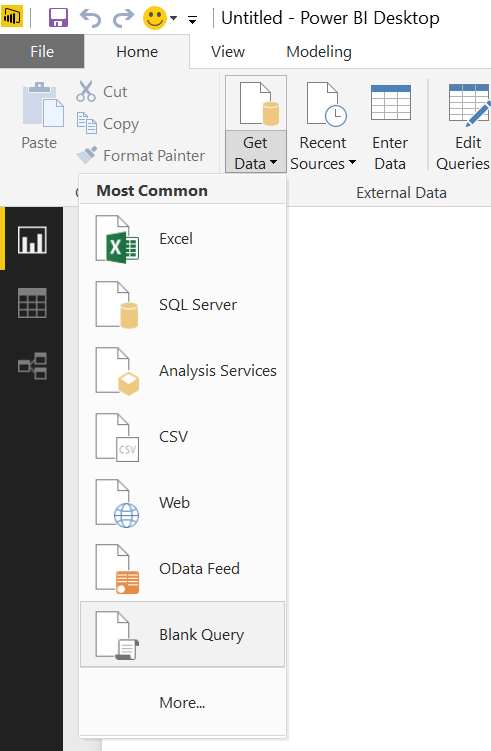 Untitled - Power BI Desktop
File Home View Modeling
Paste
Cut
Copy
Format Painter
Get Data
Recent Sources
Enter Data
Edit Queries
External Data
Most Common
Excel
SQL Server
Analysis Services
CSV
CSV
Web
OData Feed
Blank Query
More...